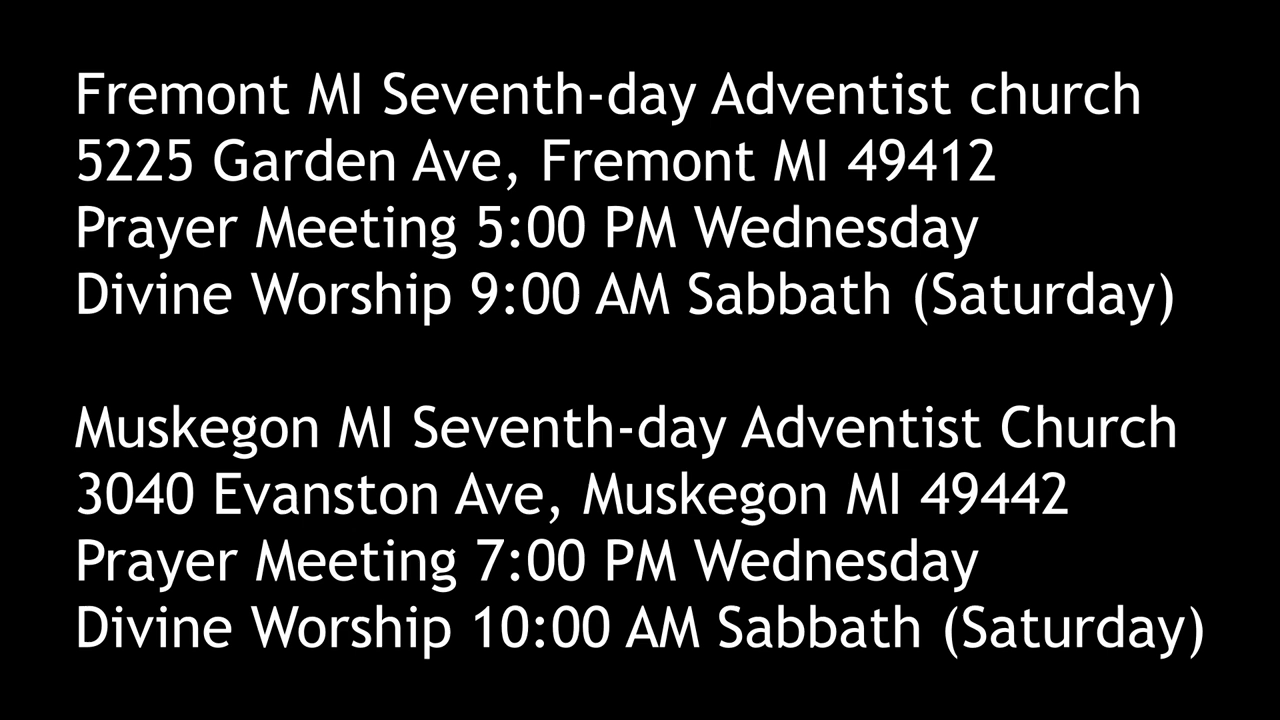 Fremont MI Seventh-day Adventist church
5225 Garden Ave, Fremont MI 49412
Prayer Meeting 5:00 PM Wednesday
Divine Worship 9:00 AM Sabbath (Saturday)
Muskegon MI Seventh-day Adventist Church
3040 Evanston Ave, Muskegon MI 49442
Prayer Meeting 7:00 PM Wednesday
Divine Worship 10:00 AM Sabbath (Saturday)